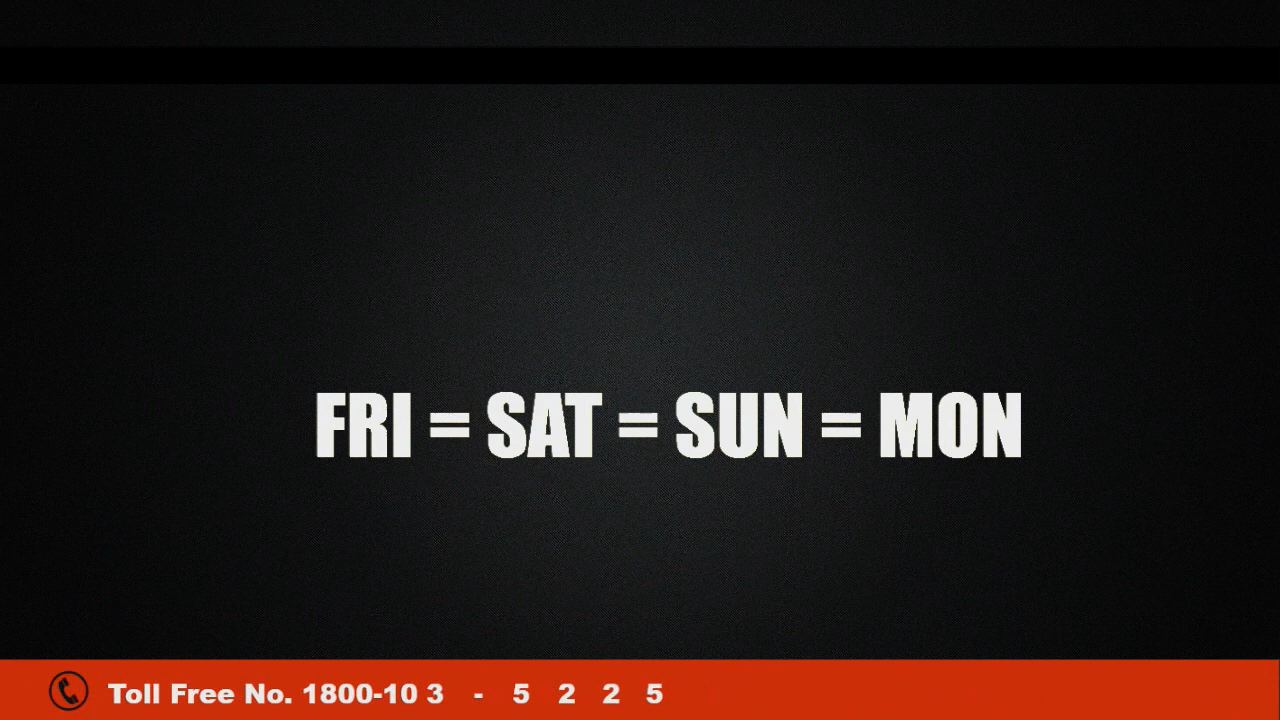 FRI = SAT = SUN = MON
Toll Free No. 1800-10 3 - 5 2 2 5